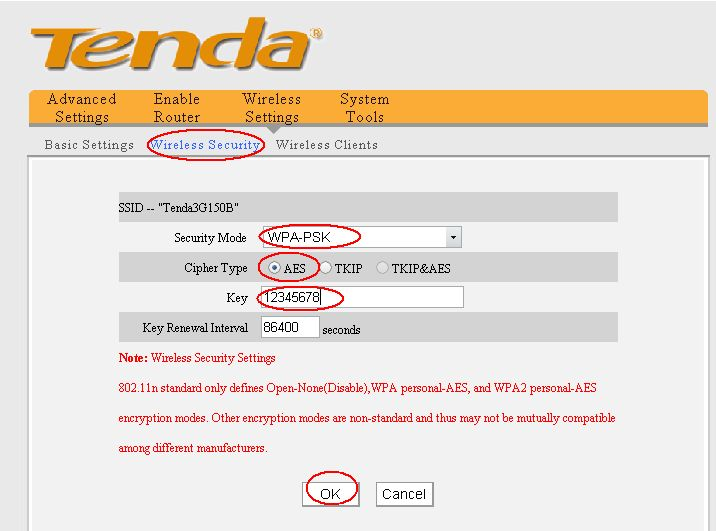 Tenda®
Advanced Settings
Enable Router
Wireless Settings
System Tools
Basic Settings Wireless Security Wireless Clients
SSID -- "Tenda3G150B"
Security Mode WPA-PSK
Cipher Type AES TKIP TKIP&AES
Key 12345678
Key Renewal Interval 86400 seconds
Note: Wireless Security Settings
802.11n standard only defines Open-None(Disable),WPA personal-AES, and WPA2 personal-AES
encryption modes. Other encryption modes are non-standard and thus may not be mutually compatible
among different manufacturers.
OK Cancel